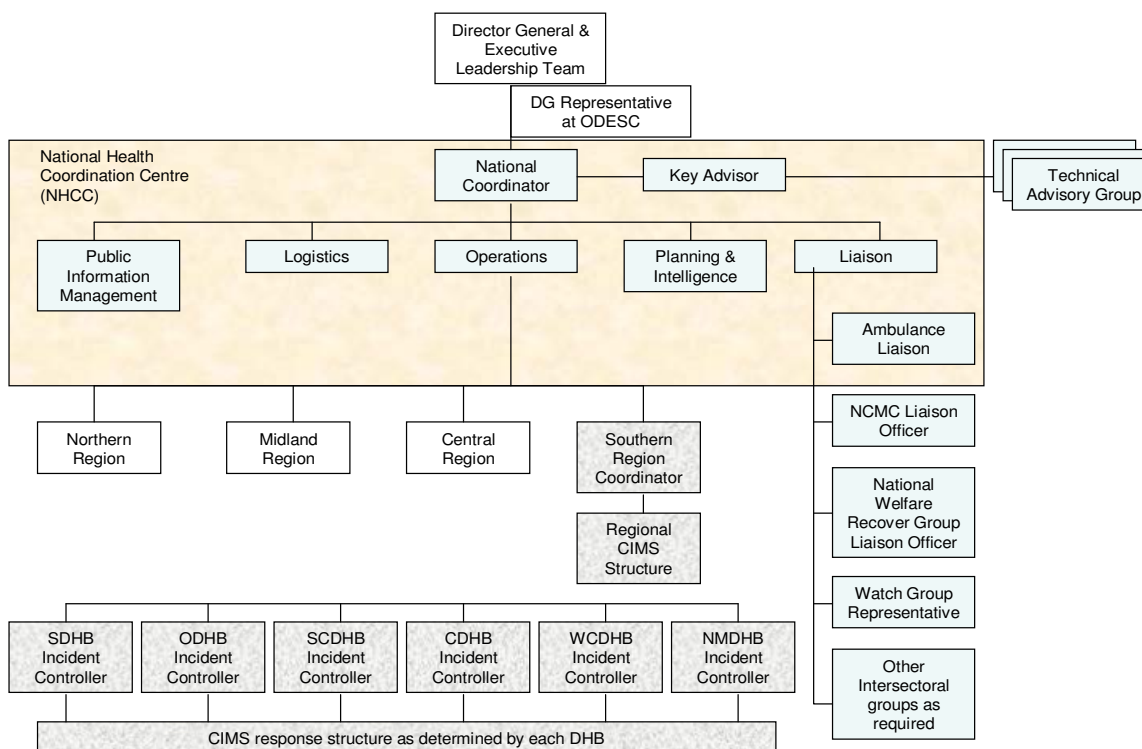 Director General &
Executive
Leadership Team
DG Representative
at ODESC
National Health
Coordination Centre
(NHCC)
National
Coordinator
Key Advisor
Technical
Advisory Group
Public
Information
Management
Logistics
Operations
Planning &
Intelligence
Liaison
Ambulance
Liaison
Northern
Region
Midland
Region
Central
Region
Southern
Region
Coordinator
NCMC Liaison
Officer
National
Welfare
Recover Group
Liaison Officer
Regional
CIMS
Structure
Watch Group
Representative
SDHB
Incident
Controller
ODHB
Incident
Controller
SCDHB
Incident
Controller
CDHB
Incident
Controller
WCDHB
Incident
Controller
NMDHB
Incident
Controller
Other
Intersectoral
groups as
required
CIMS response structure as determined by each DHB